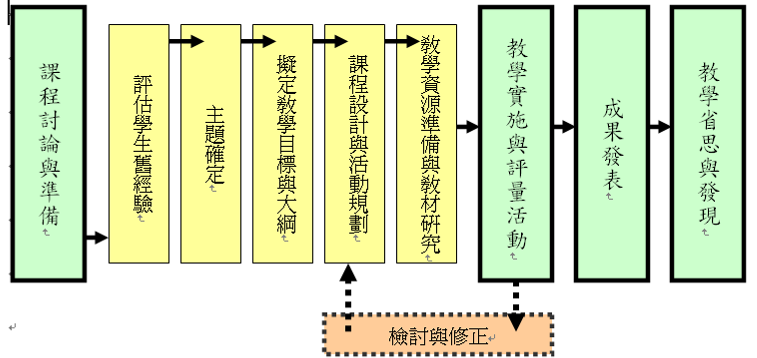 課程討論與準備
評估學生舊經驗
主題確定
擬定教學目標與大綱
課程設計與活動規劃
教學資源準備與教材研究
教學實施與評量活動
成果發表
教學省思與發現
檢討與修正